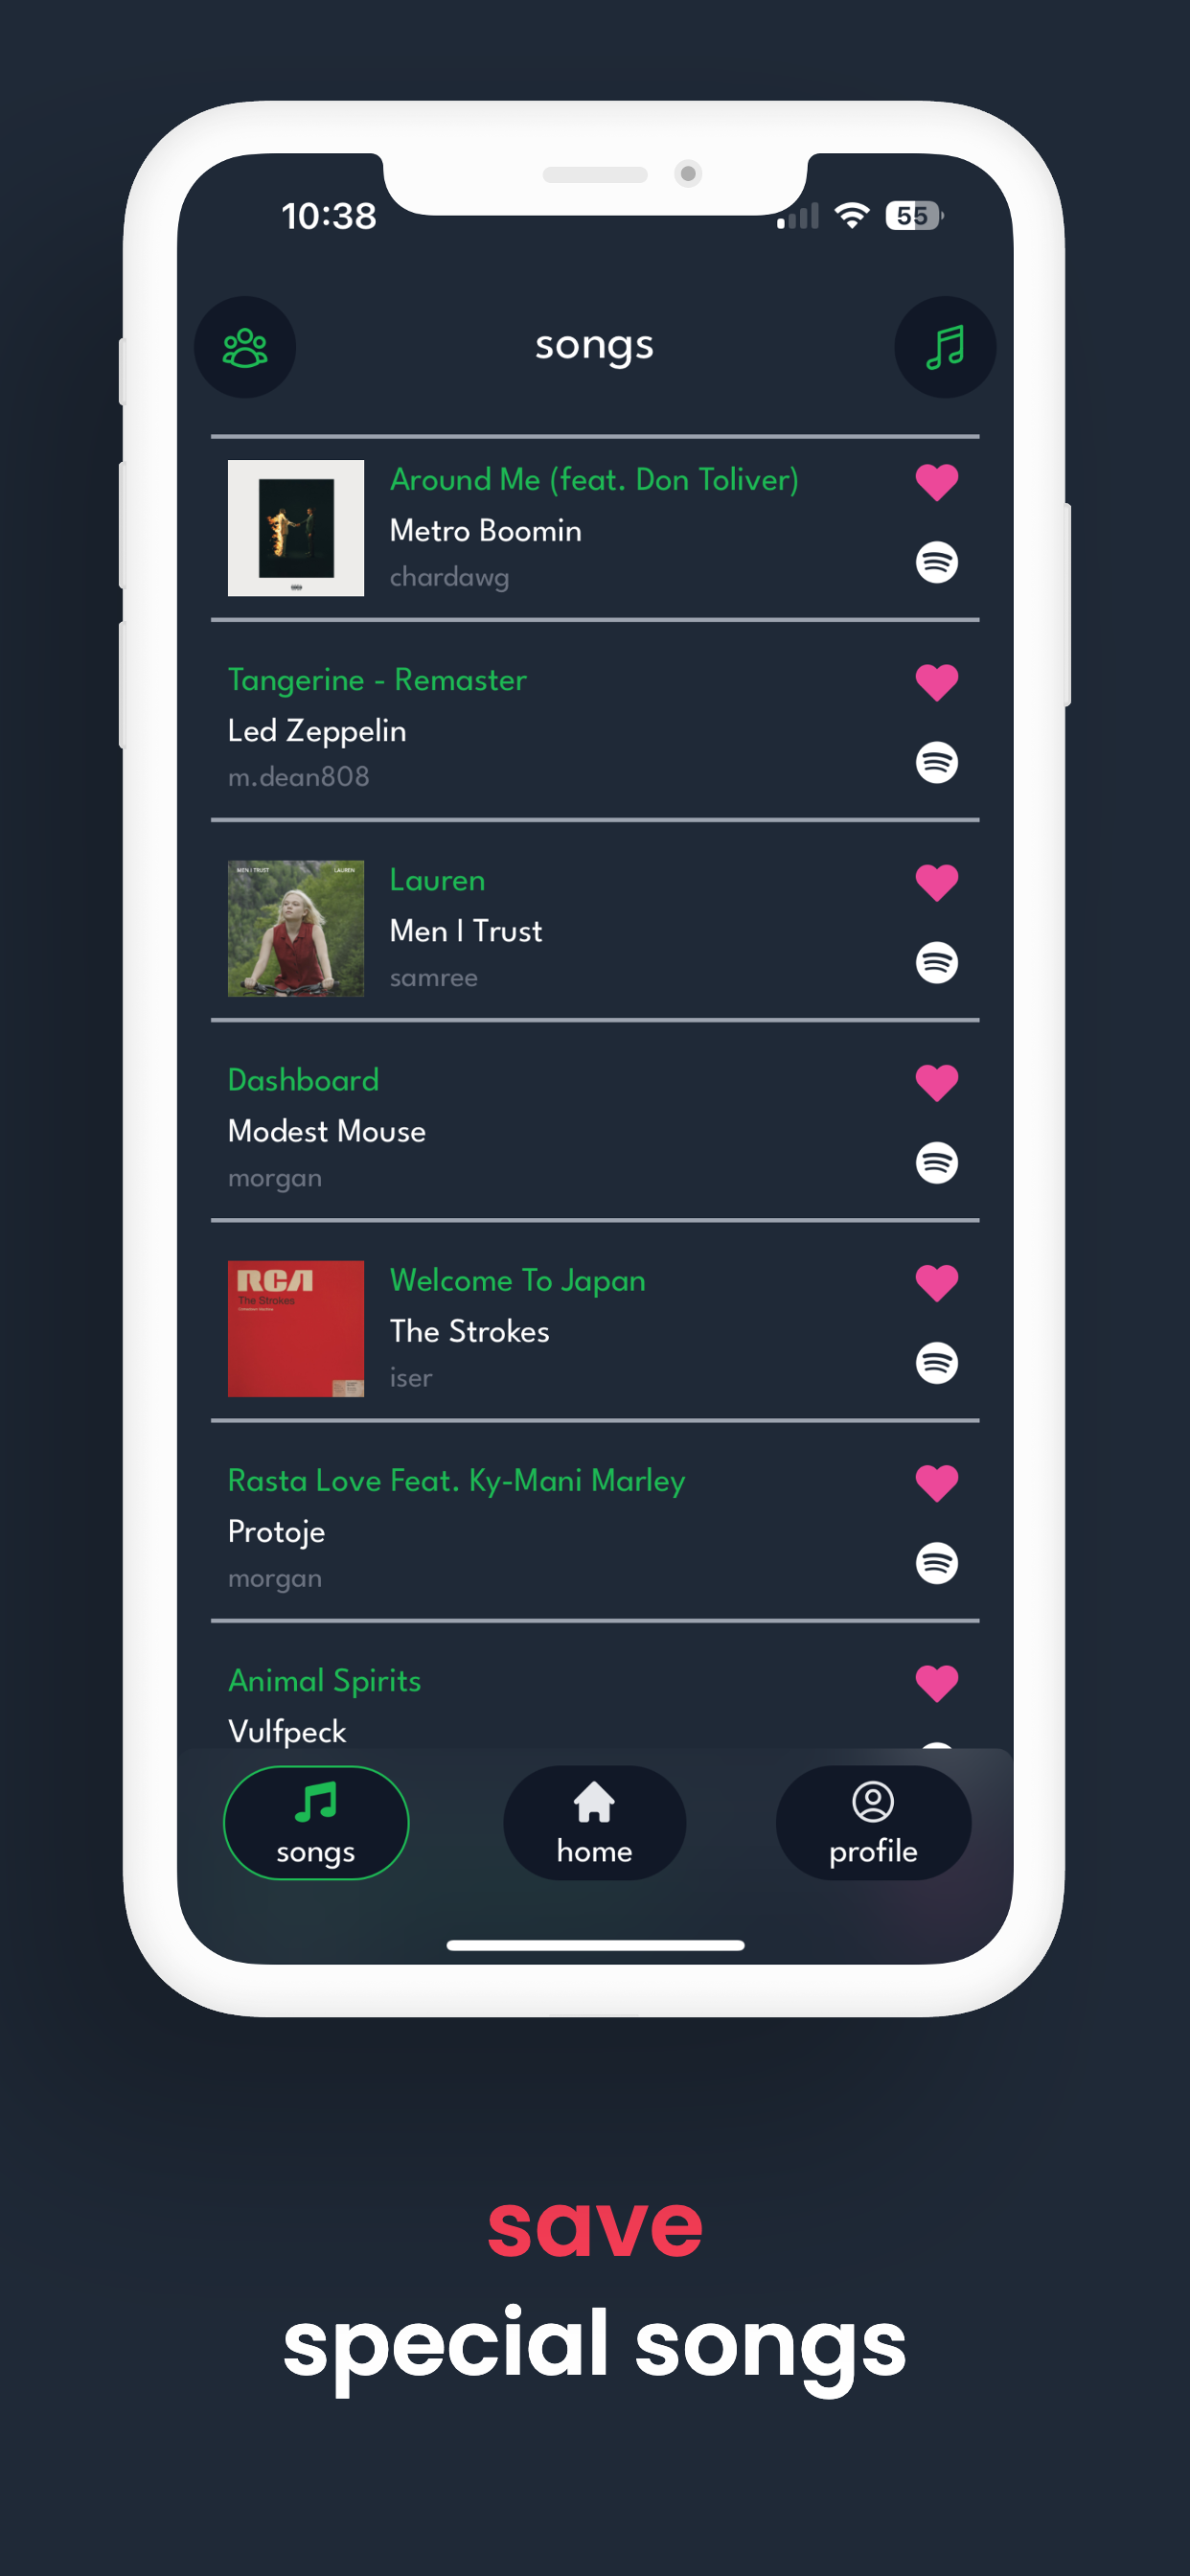 10:38
55
songs
Around Me (feat. Don Toliver)
Metro Boomin
chardawg
Tangerine - Remaster
Led Zeppelin
m.dean808
MEN I TRUST LAUREN
Lauren
Men I Trust
samree
Dashboard
Modest Mouse
morgan
RCA
The Strokes
Welcome To Japan
The Strokes
iser
Rasta Love Feat. Ky-Mani Marley
Protoje
morgan
Animal Spirits
Vulfpeck
songs
home
profile
save
special songs